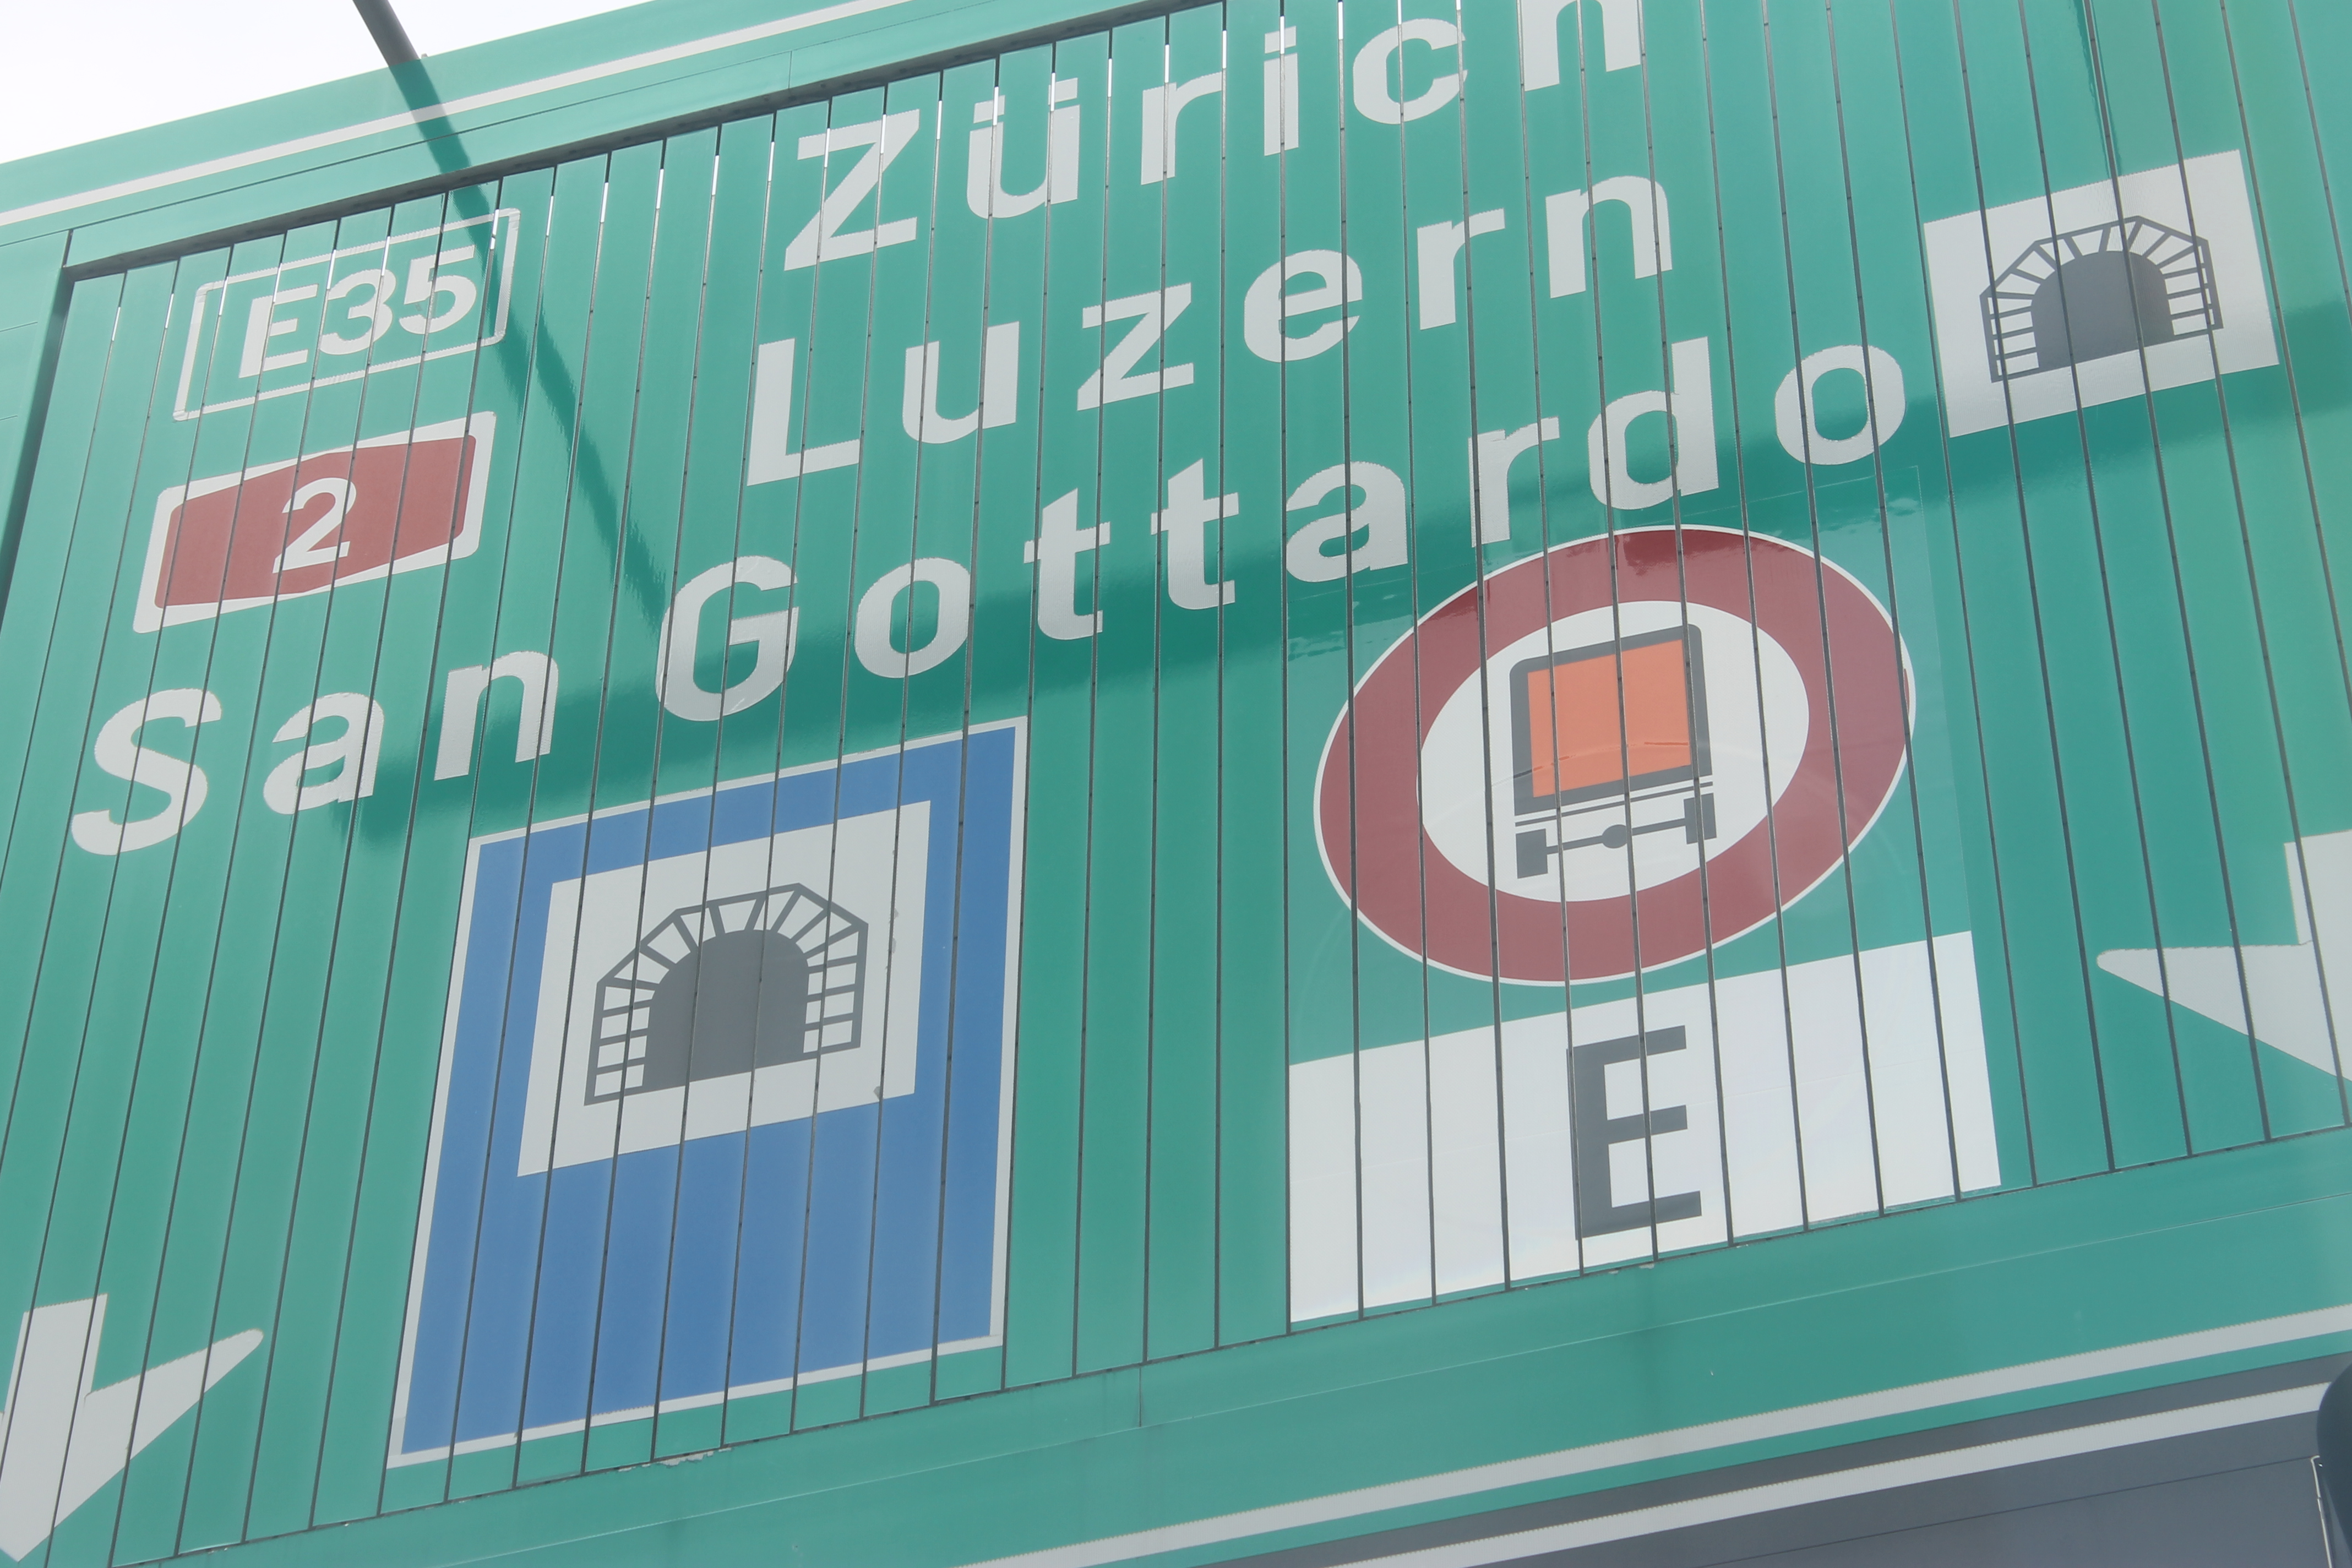 Zürich
E35
Luzern
2
San Gottardo
E